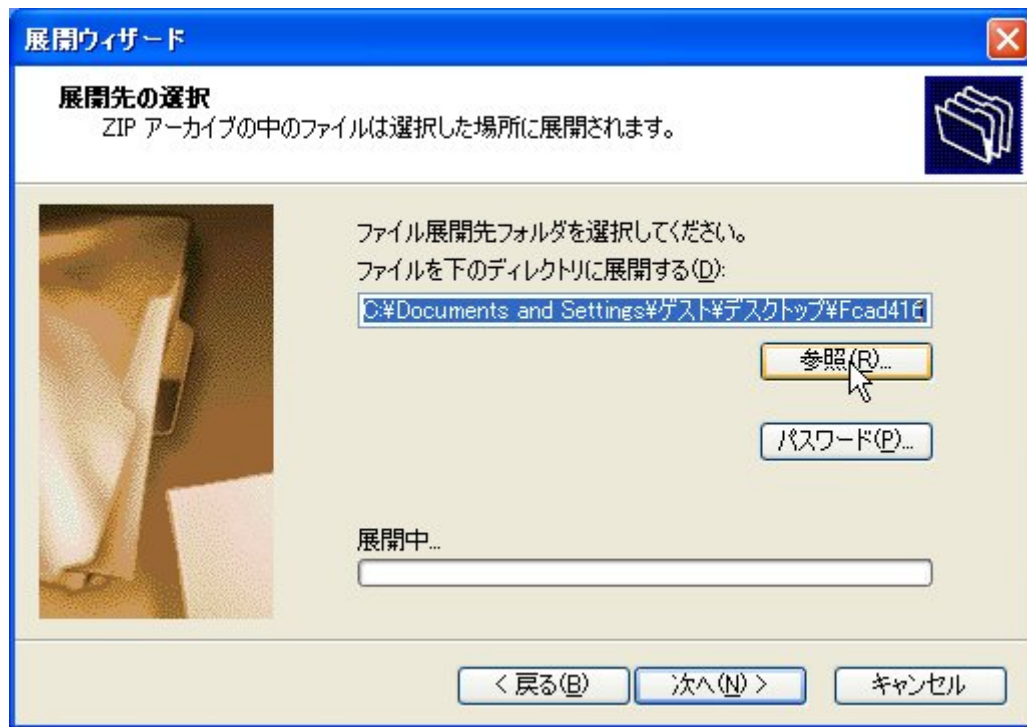 展開ウィザード
展開先の選択
ZIP アーカイブの中のファイルは選択した場所に展開されます。
ファイル展開先フォルダを選択してください。
ファイルを下のディレクトリに展開する(D):
C:¥Documents and Settings¥ゲスト¥デスクトップ¥Fcad416
参照(R)...
パスワード(P)...
展開中...
< 戻る(B)
次へ(N) >
キャンセル